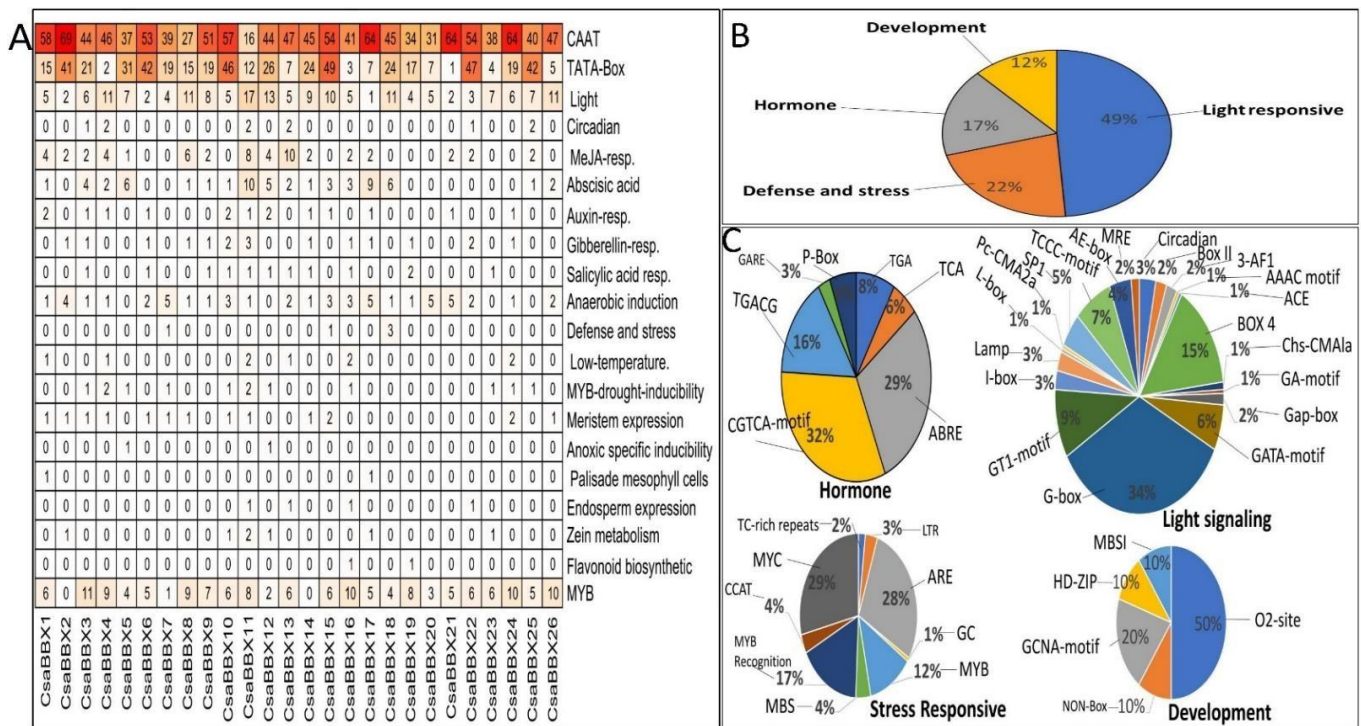 A
58 69 44 46 37 53 39 27 51 57 16 44 47 45 54 41 64 45 34 31 64 54 38 64 40 47 CAAT
15 41 21 2 31 42 19 15 19 46 12 26 7 24 49 3 7 24 17 7 1 47 4 19 42 5 TATA-Box
5 2 6 11 7 2 4 11 8 5 17 13 5 9 10 5 1 11 4 5 2 3 7 6 7 11 Light
0 0 1 2 0 0 0 0 0 0 2 0 2 0 0 0 0 0 0 0 0 1 0 0 2 0 Circadian
4 2 2 4 1 0 0 6 2 0 8 4 10 2 0 2 2 0 0 0 2 2 0 0 2 0 MeJA-resp.
1 0 4 2 6 0 0 1 1 1 10 5 2 1 3 3 9 6 0 0 0 0 0 0 1 2 Abscisic acid
2 0 1 1 0 1 0 0 0 2 1 2 0 1 1 0 1 0 0 0 1 0 0 1 0 0 Auxin-resp.
0 1 1 0 0 1 0 1 1 2 3 0 0 1 0 1 1 0 1 0 0 2 0 1 0 0 Gibberellin-resp.
0 0 0 1 0 1 0 0 1 1 1 1 1 1 0 0 1 0 2 0 0 1 1 0 1 0 Salicylic acid resp.
1 4 1 1 0 2 5 1 1 3 1 0 2 1 3 3 5 1 1 5 5 1 1 3 1 2 Anaerobic induction
0 0 0 0 0 0 1 0 0 0 0 0 0 0 1 0 0 3 0 0 0 0 0 0 0 0 Defense and stress
1 0 0 1 0 0 0 0 0 0 2 0 1 0 0 2 0 0 0 0 0 0 0 2 0 0 Low-temperature.
0 0 1 2 1 0 1 0 0 1 2 1 0 0 0 1 0 0 0 0 0 0 1 1 1 0 MYB-drought-inducibility
1 1 1 1 0 1 1 1 0 0 1 0 0 1 2 0 0 0 0 0 0 0 0 2 0 1 Meristem expression
0 0 0 0 1 0 0 0 0 0 0 1 0 0 0 0 0 0 0 0 0 0 0 0 0 0 Anoxic specific inducibility
1 0 0 0 0 0 0 0 0 0 0 0 0 0 0 0 1 0 0 0 0 0 0 0 0 0 Palisade mesophyll cells
0 0 0 0 0 0 0 0 0 0 1 0 1 0 0 1 0 0 0 0 0 1 0 0 0 0 Endosperm expression
0 1 0 0 0 0 0 0 0 1 2 1 0 0 0 0 1 0 0 0 0 0 1 0 0 0 Zein metabolism
0 0 0 0 0 0 0 0 0 0 0 0 0 0 0 1 0 0 1 0 0 0 0 0 0 0 Flavonoid biosynthetic
6 0 11 9 4 5 1 9 7 6 8 2 6 4 6 10 5 4 8 3 5 6 6 10 5 10 MYB
CsaBBX1
CsaBBX2
CsaBBX3
CsaBBX4
CsaBBX5
CsaBBX6
CsaBBX7
CsaBBX8
CsaBBX9
CsaBBX10
CsaBBX11
CsaBBX12
CsaBBX13
CsaBBX14
CsaBBX15
CsaBBX16
CsaBBX17
CsaBBX18
CsaBBX19
CsaBBX20
CsaBBX21
CsaBBX22
CsaBBX23
CsaBBX24
CsaBBX25
CsaBBX26
B
Development
12%
Hormone
17%
Light responsive
49%
Defense and stress
22%
C
GARE
3%
P-Box
TGA
8%
TCA
6%
TGACG
16%
ABRE
29%
CGTCA-motif
32%
Hormone
AE-box
4%
MRE
2%
Circadian
3%
Box II
2%
3-AF1
2%
AAAC motif
1%
ACE
1%
BOX 4
15%
Chs-CMAla
1%
GA-motif
1%
Gap-box
2%
GATA-motif
6%
G-box
34%
GT1-motif
9%
I-box
3%
Lamp
3%
L-box
1%
Pc-CMA2a
1%
SP1
5%
TCCC-motif
7%
Light signaling
TC-rich repeats
2%
3%
LTR
MYC
29%
ARE
28%
CCAT
4%
GC
1%
MYB
Recognition
17%
MYB
12%
MBS
4%
Stress Responsive
MBSI
10%
HD-ZIP
10%
O2-site
50%
GCNA-motif
20%
NON-Box
10%
Development